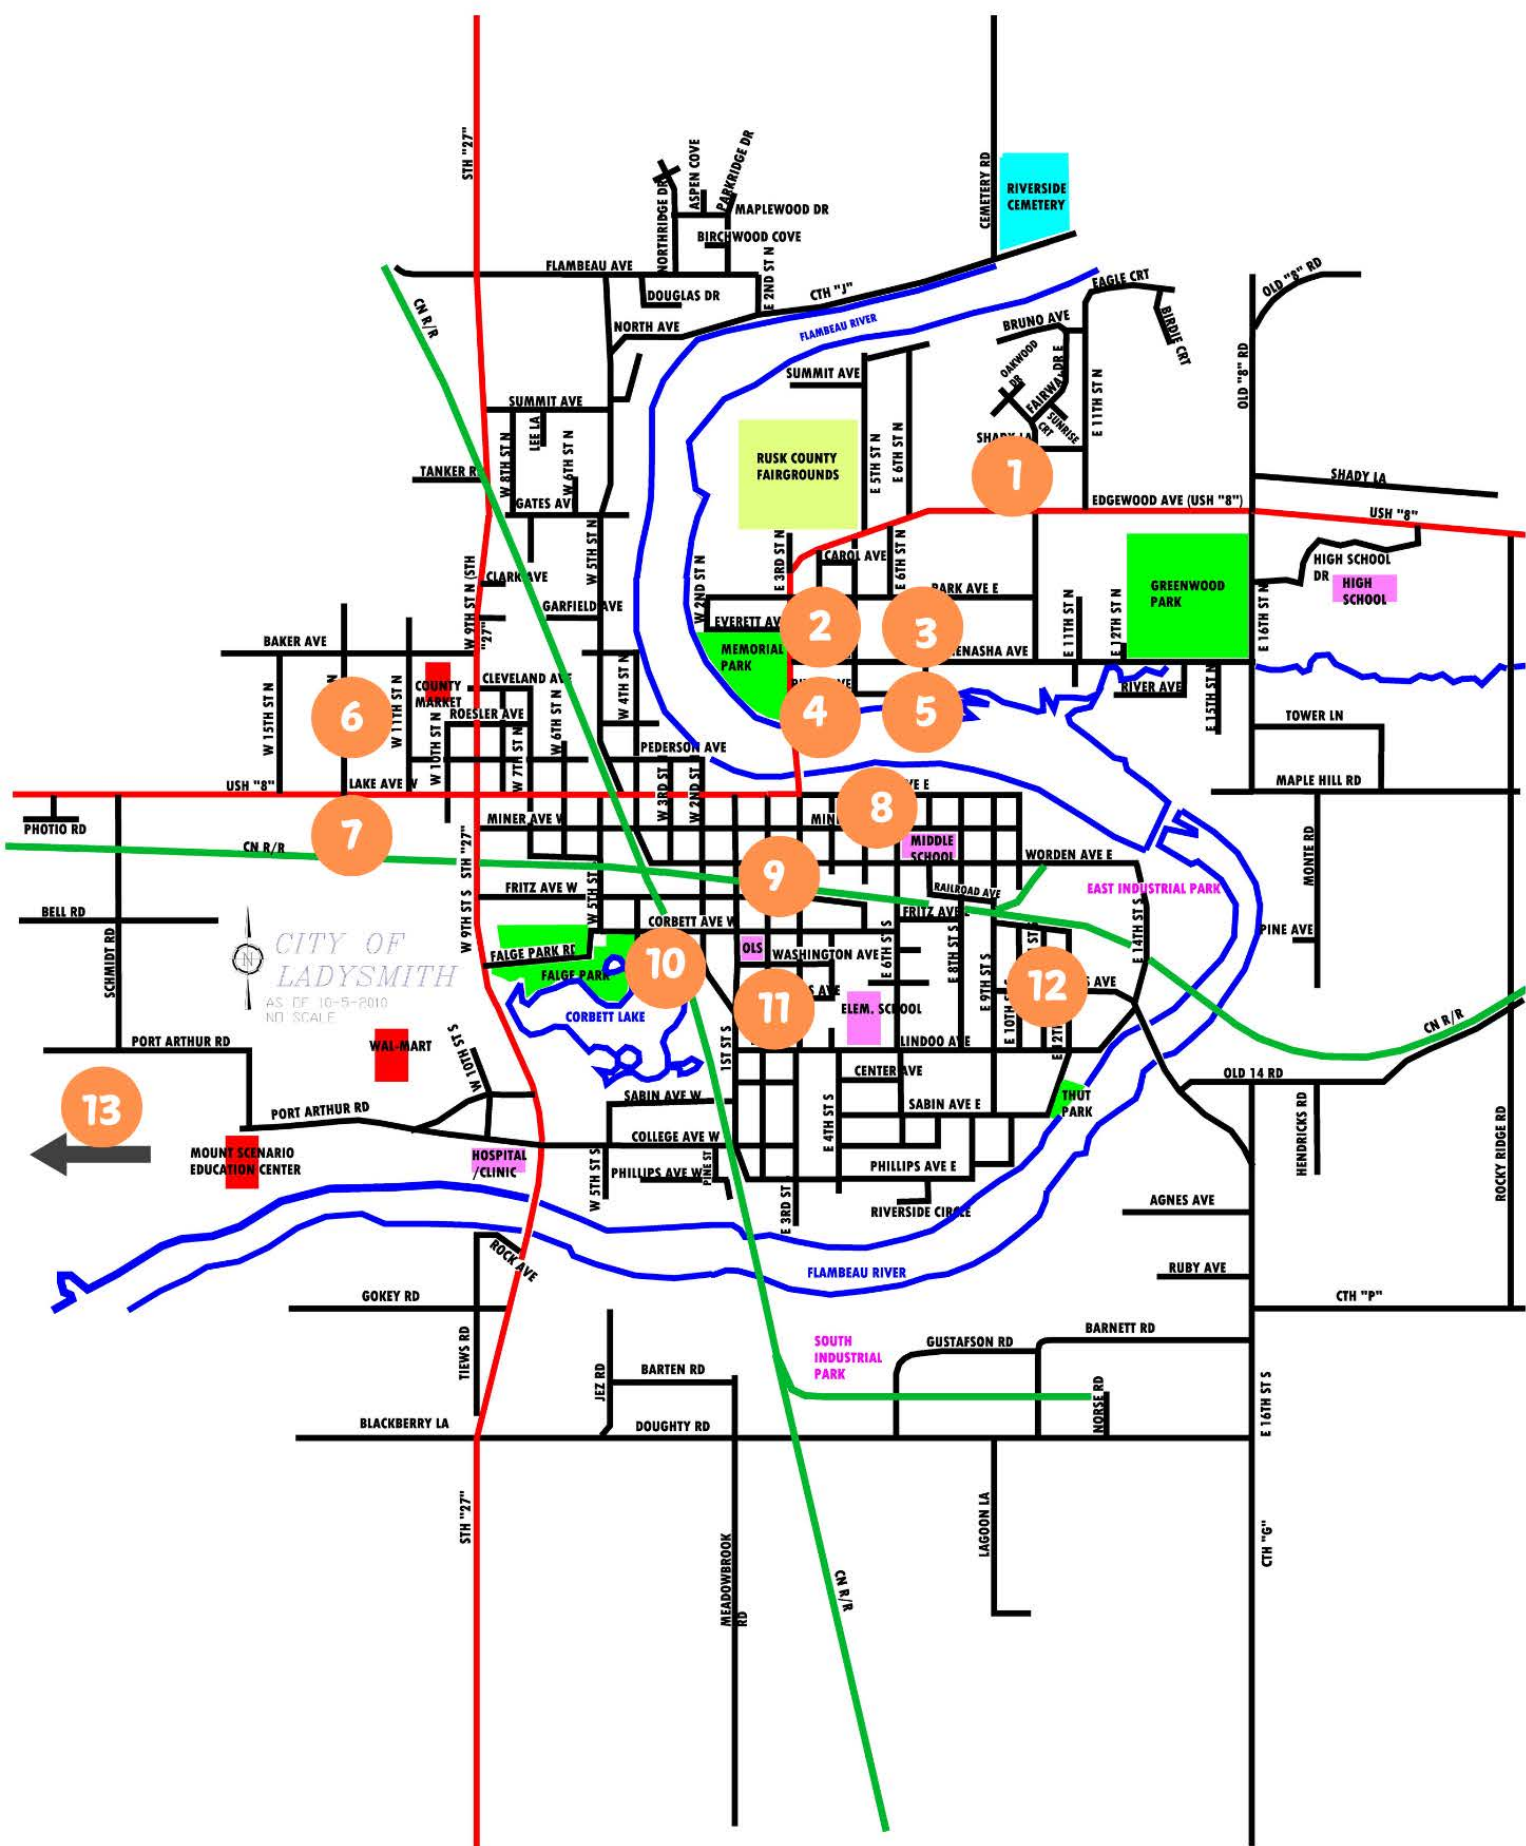 STH "27"
CEMETERY RD
RIVERSIDE
CEMETERY
NORTHRIDGE DR
ASPEN COVE
PARKRIDGE DR
MAPLEWOOD DR
BIRCHWOOD COVE
FLAMBEAU AVE
E 2ND ST N
CTH "J"
DOUGLAS DR
NORTH AVE
FLAMBEAU RIVER
CN R/R
EAGLE CRT
BIRDIE CRT
BRUNO AVE
OAKWOOD
DR
DR E
SUNRISE
CRT
E 11TH ST N
OLD "8" RD
OLD "8" RD
SUMMIT AVE
SUMMIT AVE
LEE LA
W 8TH ST N
W 6TH ST N
TANKER R
GATES AVE
RUSK COUNTY
FAIRGROUNDS
E 5TH ST N
E 6TH ST N
SHADY LA
1
SHADY LA
EDGEWOOD AVE (USH "8")
USH "8"
W 5TH ST N
W 9TH ST N (STH
"27"
CLARK AVE
GARFIELD AVE
W 2ND ST N
E 3RD ST N
CAROL AVE
E 6TH ST N
PARK AVE E
EVERETT AV
MEMORIAL
PARK
2
3
ENASHA AVE
4
5
E 11TH ST N
E 12TH ST N
GREENWOOD
PARK
E 16TH ST N
HIGH SCHOOL
DR
HIGH
SCHOOL
RIVER AVE
E 15TH ST N
TOWER LN
MAPLE HILL RD
BAKER AVE
COUNTY
MARKET
CLEVELAND AVE
ROESLER AVE
W 15TH ST N
6
W 11TH ST N
W 10TH ST N
W 7TH ST N
W 6TH ST N
W 4TH ST N
PEDERSON AVE
W 3RD ST N
W 2ND ST N
USH "8"
LAKE AVE W
VE E
PHOTIO RD
7
MINER AVE W
MIN
8
MIDDLE
SCHOOL
WORDEN AVE E
CN R/R
STH "27"
W 9TH ST S
FRITZ AVE W
W 5TH ST S
9
RAILROAD AVE
FRITZ AVE E
EAST INDUSTRIAL PARK
MONTE RD
PINE AVE
BELL RD
SCHMIDT RD
N
CITY OF
LADYSMITH
AS OF 10-5-2010
NO SCALE
CORBETT AVE W
FALGE PARK RD
FALGE PARK
10
OLS
WASHINGTON AVE
11
S AVE
ELEM. SCHOOL
E 6TH ST S
E 8TH ST S
E 9TH ST S
12
S AVE
E 14TH ST S
CORBETT LAKE
1ST ST S
LINDOO AVE
CN R/R
PORT ARTHUR RD
WAL-MART
W 10TH ST S
CENTER AVE
OLD 14 RD
13
PORT ARTHUR RD
SABIN AVE W
E 4TH ST S
SABIN AVE E
THUT
PARK
HENDRICKS RD
ROCKY RIDGE RD
MOUNT SCENARIO
EDUCATION CENTER
HOSPITAL
/CLINIC
COLLEGE AVE W
W 5TH ST S
PHILLIPS AVE W
PINE ST
PHILLIPS AVE E
E 3RD ST
RIVERSIDE CIRCLE
AGNES AVE
ROCK AVE
FLAMBEAU RIVER
RUBY AVE
GOKEY RD
CTH "P"
TIEWS RD
SOUTH
INDUSTRIAL
PARK
GUSTAFSON RD
BARNETT RD
JEZ RD
BARTEN RD
NORSE RD
E 16TH ST S
BLACKBERRY LA
DOUGHTY RD
STH "27"
MEADOWBROOK
RD
CN R/R
LAGOON LA
CTH "G"